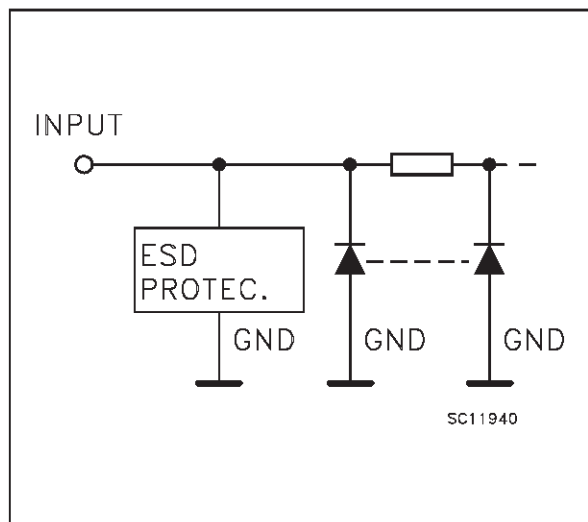 INPUT
ESD
PROTEC.
GND
GND
GND
SC11940